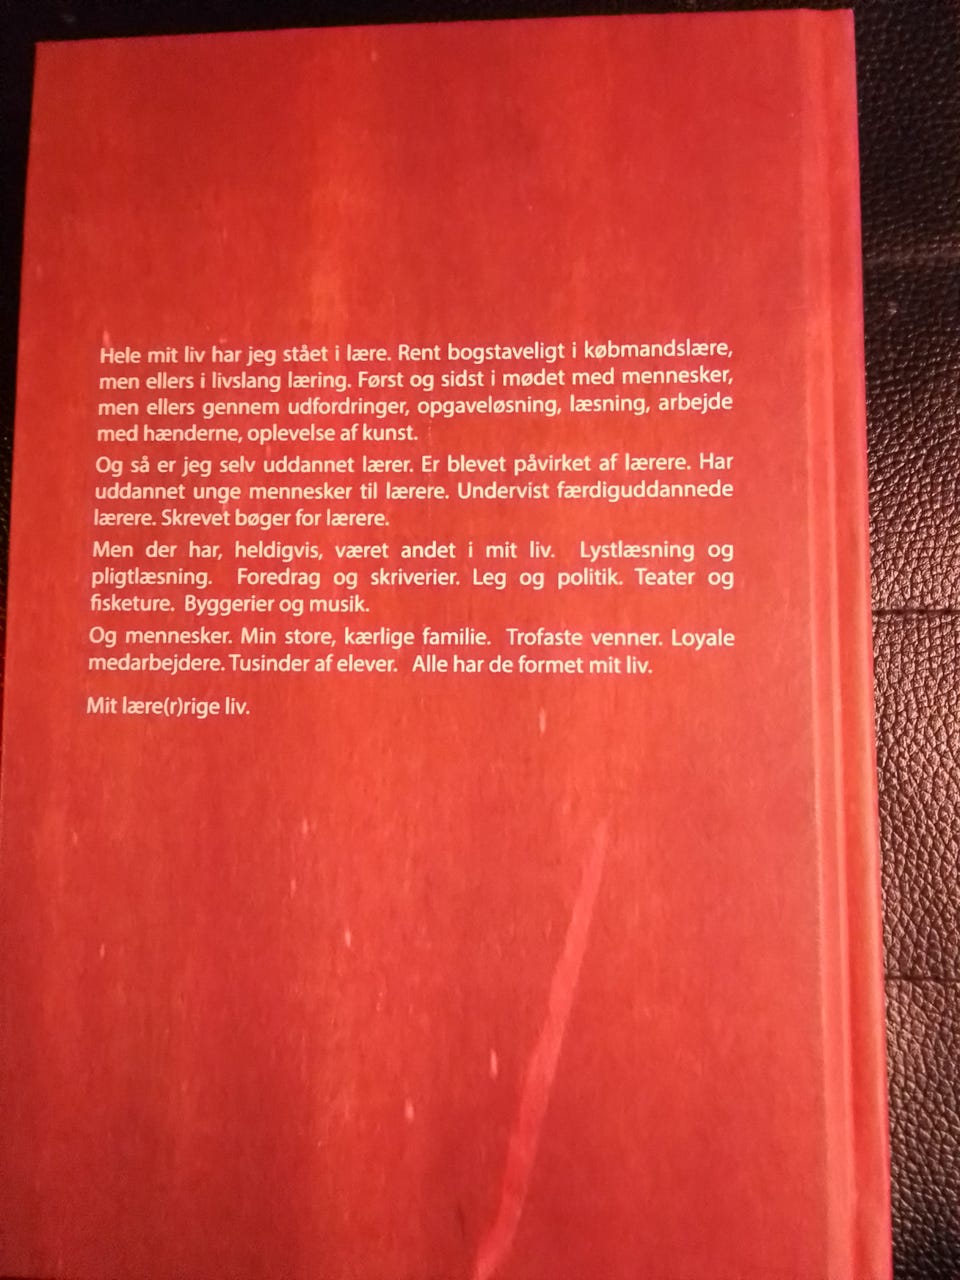 Hele mit liv har jeg stået i lære. Rent bogstaveligt i købmandslære,
men ellers i livslang læring. Først og sidst i mødet med mennesker,
men ellers gennem udfordringer, opgaveløsning, læsning, arbejde
med hænderne, oplevelse af kunst.
Og så er jeg selv uddannet lærer. Er blevet påvirket af lærere. Har
uddannet unge mennesker til lærere. Undervist færdiguddannede
lærere. Skrevet bøger for lærere.
Men der har, heldigvis, været andet i mit liv. Lystlæsning og
pligtlæsning. Foredrag og skriverier. Leg og politik. Teater og
fisketure. Byggerier og musik.
Og mennesker. Min store, kærlige familie. Trofaste venner. Loyale
medarbejdere. Tusinder af elever. Alle har de formet mit liv.
Mit lære(r)rige liv.